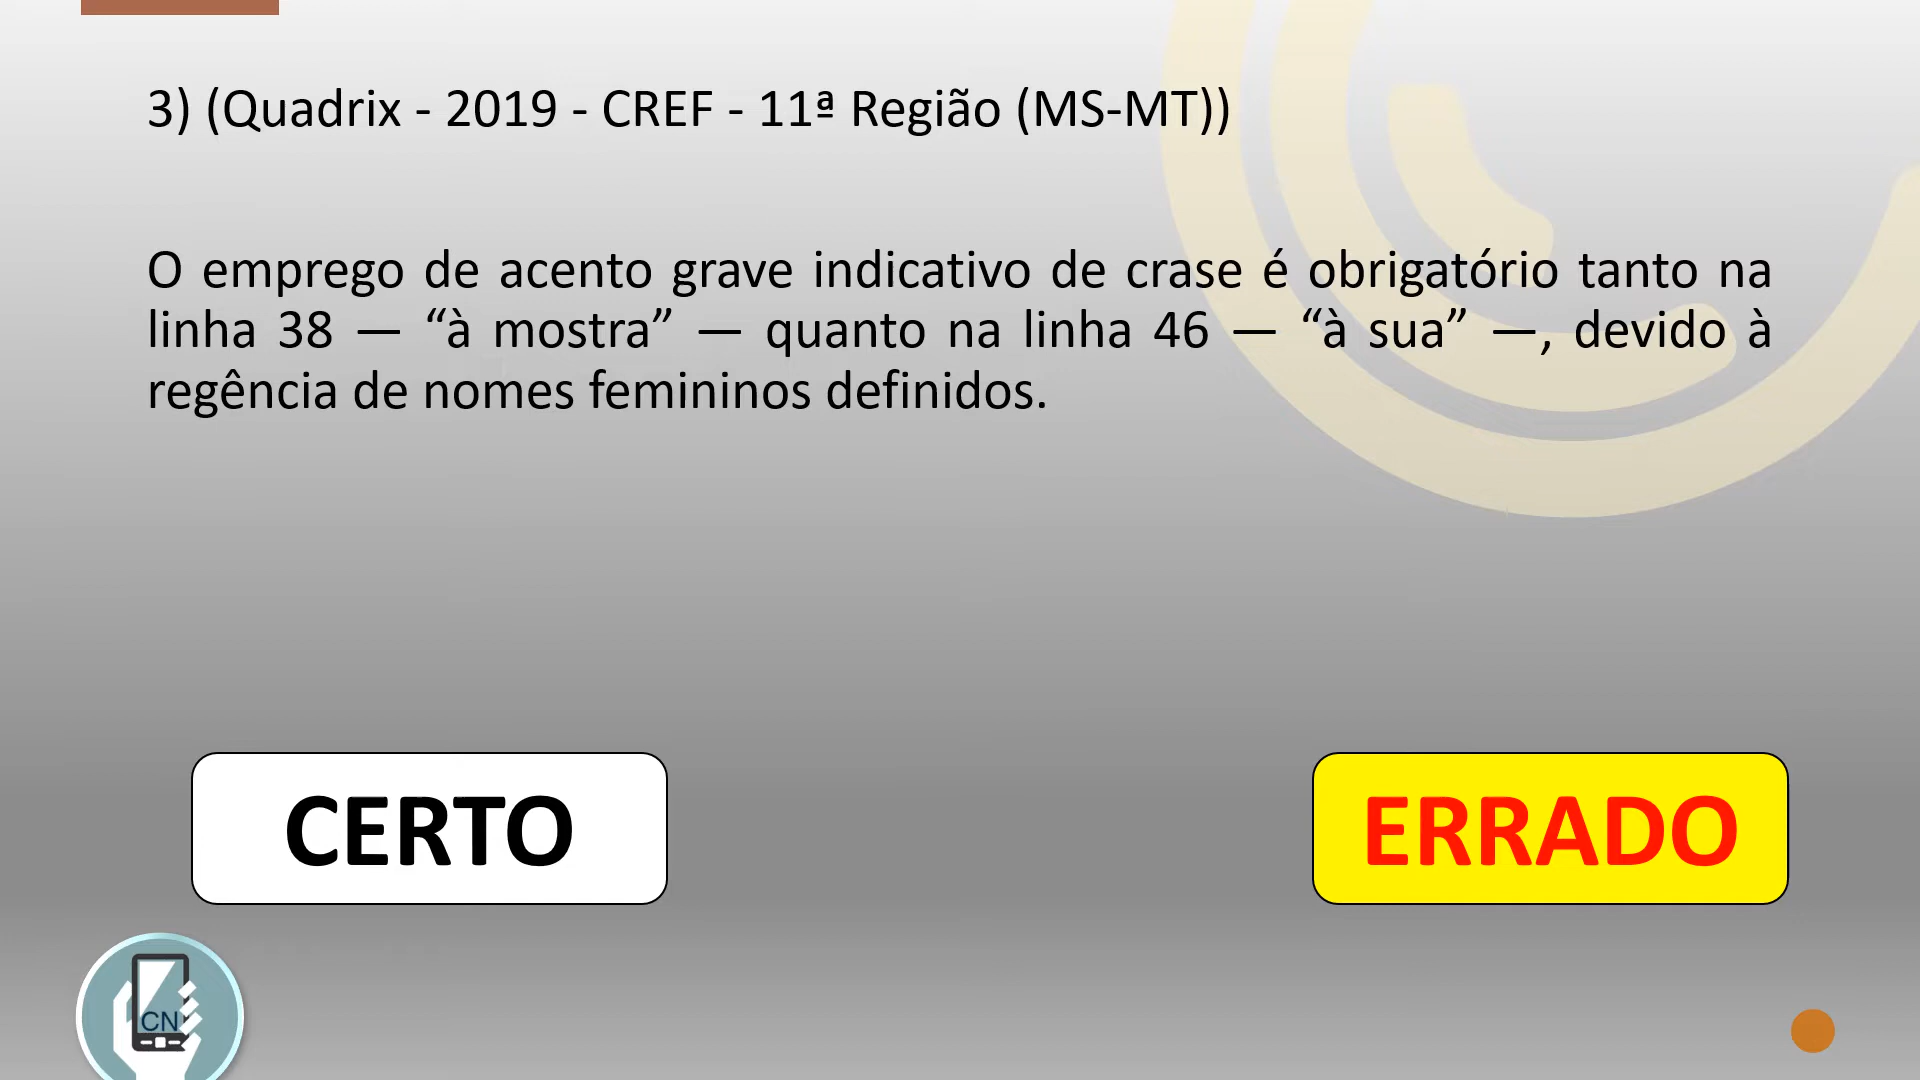 3) (Quadrix - 2019 - CREF - 11ª Região (MS-MT))
O emprego de acento grave indicativo de crase é obrigatório tanto na
linha 38 — “à mostra” — quanto na linha 46 — “à sua” —, devido à
regência de nomes femininos definidos.
CERTO
ERRADO
CN